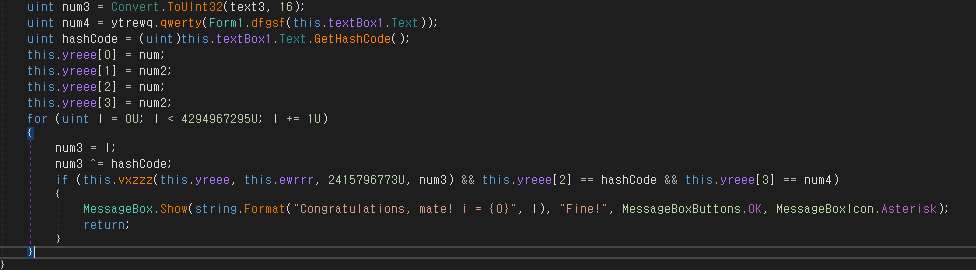 uint num3 = Convert.ToUInt32(text3, 16);
uint num4 = ytrewq.qwerty(Form1.dfgsf(this.textBox1.Text));
uint hashCode = (uint)this.textBox1.Text.GetHashCode();
this.yreee[0] = num;
this.yreee[1] = num2;
this.yreee[2] = num;
this.yreee[3] = num2;
for (uint l = 0U; l < 4294967295U; l += 1U)
{
num3 = l;
num3 ^= hashCode;
if (this.vxzzz(this.yreee, this.ewrrr, 2415796773U, num3) && this.yreee[2] == hashCode && this.yreee[3] == num4)
{
MessageBox.Show(string.Format("Congratulations, mate! i = {0}", l), "Fine!", MessageBoxButtons.OK, MessageBoxIcon.Asterisk);
return;
}
}
}